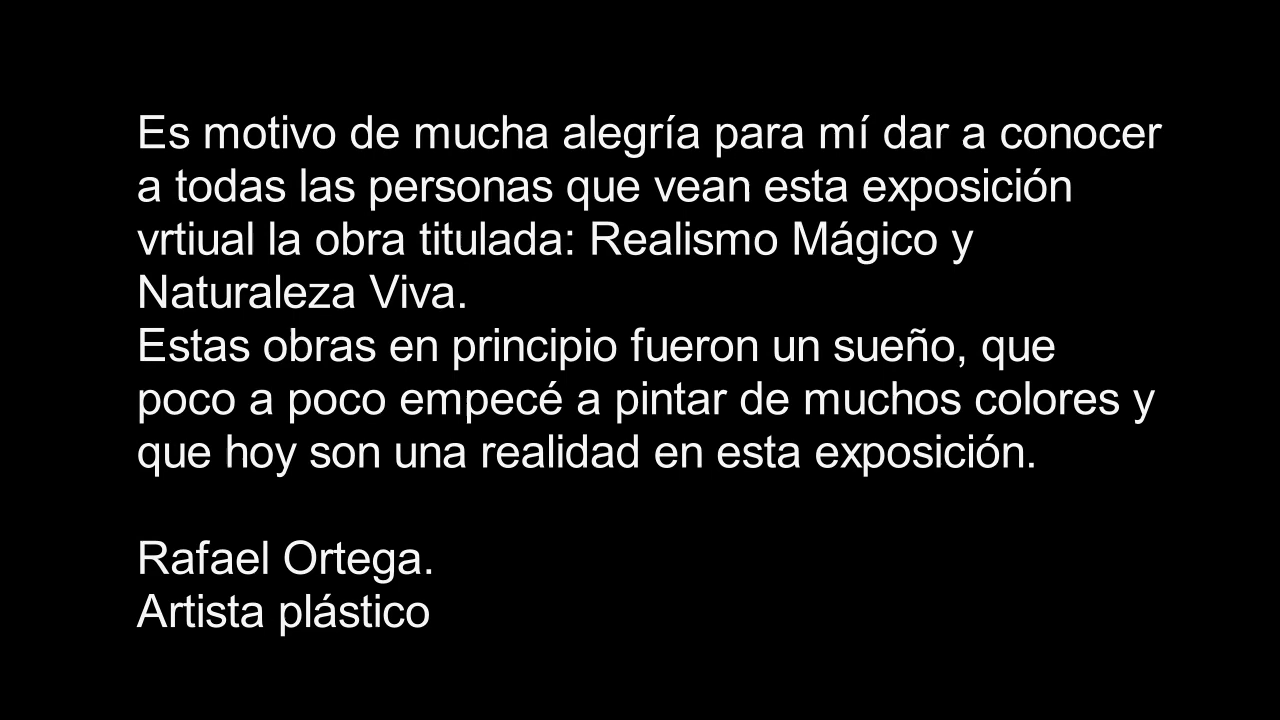 Es motivo de mucha alegría para mí dar a conocer
a todas las personas que vean esta exposición
vrtiual la obra titulada: Realismo Mágico y
Naturaleza Viva.
Estas obras en principio fueron un sueño, que
poco a poco empecé a pintar de muchos colores y
que hoy son una realidad en esta exposición.
Rafael Ortega.
Artista plástico